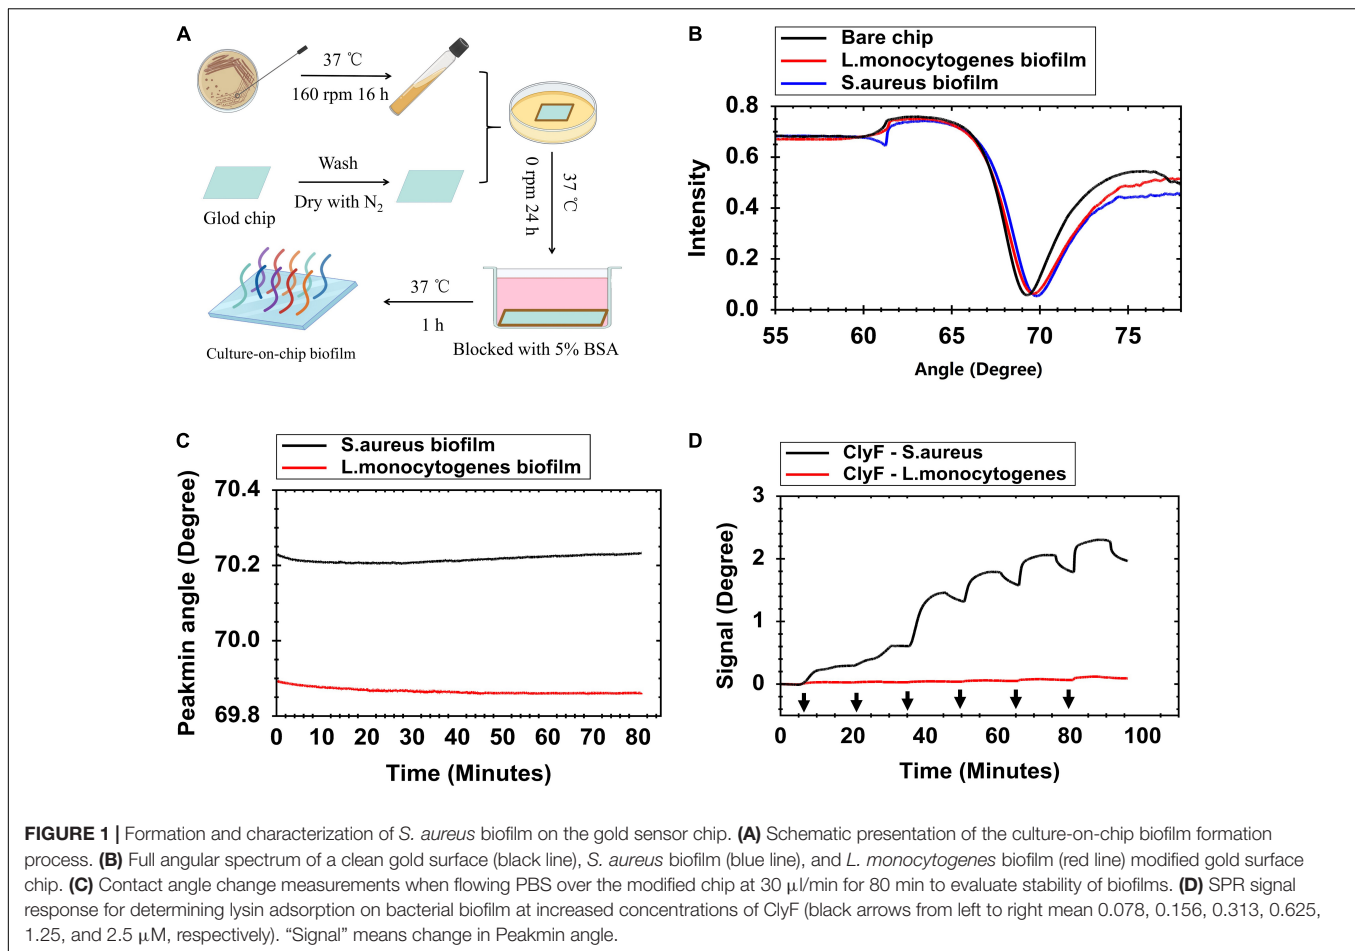 A
37 ℃
160 rpm 16 h
Wash
Dry with N₂
Glod chip
37 ℃
0 rpm 24 h
37 ℃
1 h
Culture-on-chip biofilm
Blocked with 5% BSA
B
Bare chip
L.monocytogenes biofilm
S.aureus biofilm
0.8
0.6
0.4
0.2
0.0
Intensity
55 60 65 70 75
Angle (Degree)
C
S.aureus biofilm
L.monocytogenes biofilm
70.4
70.2
70.0
69.8
Peakmin angle (Degree)
0 10 20 30 40 50 60 70 80
Time (Minutes)
D
ClyF - S.aureus
ClyF - L.monocytogenes
3
2
1
0
Signal (Degree)
0 20 40 60 80 100
Time (Minutes)
FIGURE 1 | Formation and characterization of S. aureus biofilm on the gold sensor chip. (A) Schematic presentation of the culture-on-chip biofilm formation
process. (B) Full angular spectrum of a clean gold surface (black line), S. aureus biofilm (blue line), and L. monocytogenes biofilm (red line) modified gold surface
chip. (C) Contact angle change measurements when flowing PBS over the modified chip at 30 μl/min for 80 min to evaluate stability of biofilms. (D) SPR signal
response for determining lysin adsorption on bacterial biofilm at increased concentrations of ClyF (black arrows from left to right mean 0.078, 0.156, 0.313, 0.625,
1.25, and 2.5 μM, respectively). “Signal” means change in Peakmin angle.